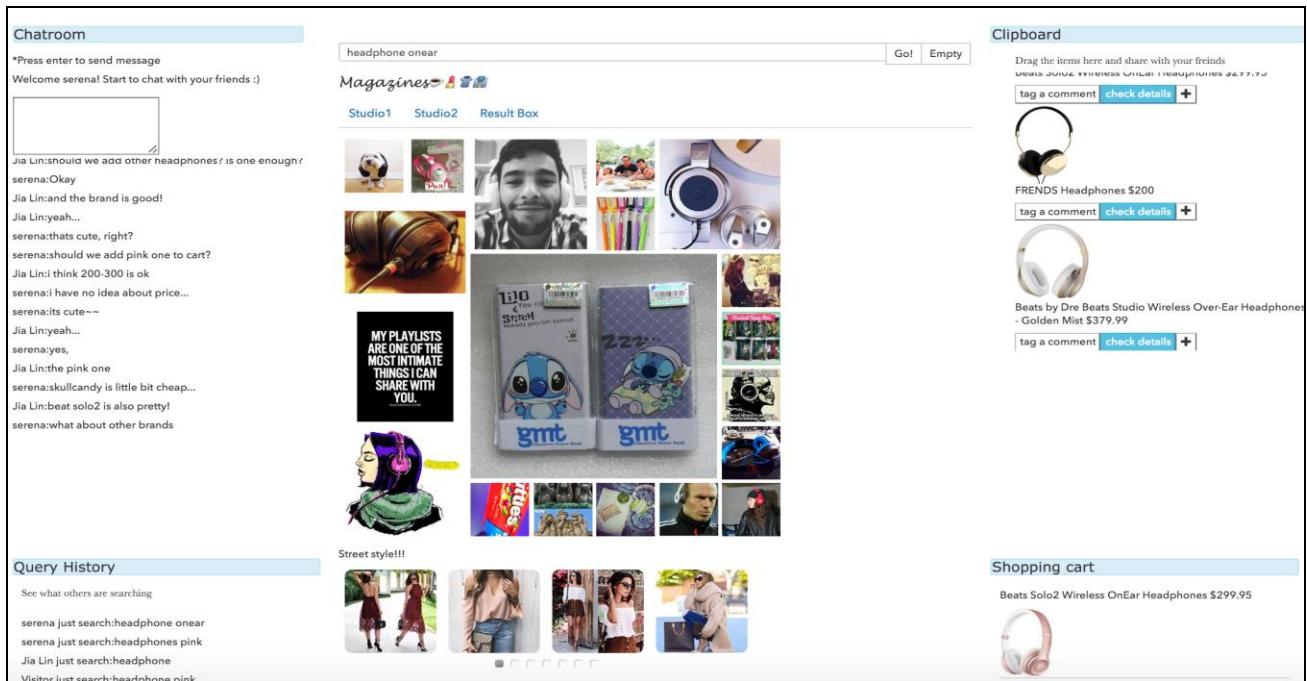 Chatroom
*Press enter to send message
Welcome serena! Start to chat with your friends :)
Jia Lin:should we add other headphones? is one enough?
serena:Okay
Jia Lin:and the brand is good!
Jia Lin:yeah...
serena:thats cute, right?
serena:should we add pink one to cart?
Jia Lin:i think 200-300 is ok
serena:i have no idea about price...
serena:its cute~~
Jia Lin:yeah...
serena:yes,
Jia Lin:the pink one
serena:skullcandy is little bit cheap...
Jia Lin:beat solo2 is also pretty!
serena:what about other brands
Query History
See what others are searching
serena just search:headphone onear
serena just search:headphones pink
Jia Lin just search:headphone
Visitor just search:headphone pink
headphone onear
Go! Empty
Magazines
Studio1 Studio2 Result Box
MY PLAYLISTS
ARE ONE OF THE
MOST INTIMATE
THINGS I CAN
SHARE WITH
YOU.
Lilo
&
Stitch
Nobody gets left behind.
ZZZ
gmt gmt
Street style!!!
Clipboard
Drag the items here and share with your freinds
Beats Solo2 Wireless OnEar Headphones $299.95
tag a comment check details +
FRENDS Headphones $200
tag a comment check details +
Beats by Dre Beats Studio Wireless Over-Ear Headphones
- Golden Mist $379.99
tag a comment check details +
Shopping cart
Beats Solo2 Wireless OnEar Headphones $299.95